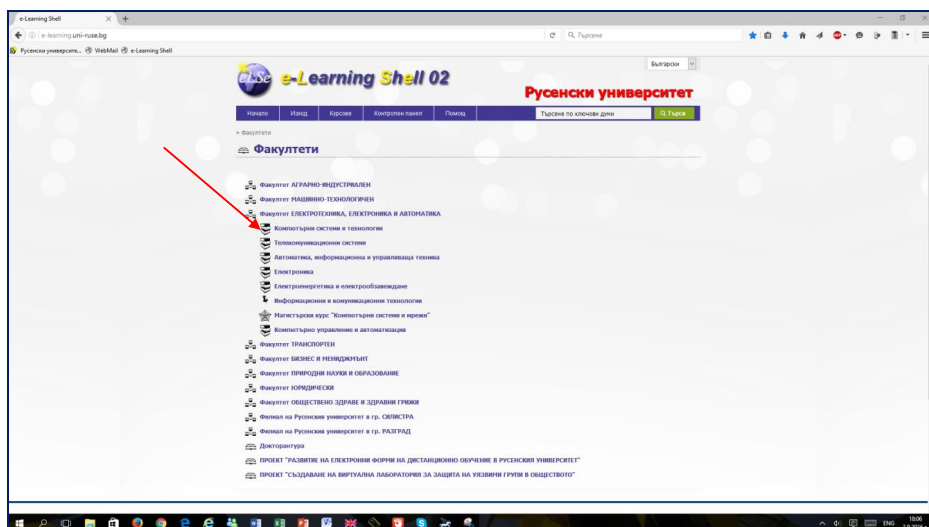 e-Learning Shell
e-learning.uni-ruse.bg
Търсене
Русенски университе... WebMail e-Learning Shell
Български
e-Learning Shell 02
Русенски университет
Начало Изход Курсове Контролен панел Помощ Търсене по ключови думи Търси
» Факултети
Факултети
Факултет АГРАРНО-ИНДУСТРИАЛЕН
Факултет МАШИННО-ТЕХНОЛОГИЧЕН
Факултет ЕЛЕКТРОТЕХНИКА, ЕЛЕКТРОНИКА И АВТОМАТИКА
Компютърни системи и технологии
Телекомуникационни системи
Автоматика, информационна и управляваща техника
Електроника
Електроенергетика и електрообзавеждане
Информационни и комуникационни технологии
Магистърски курс "Компютърни системи и мрежи"
Компютърно управление и автоматизация
Факултет ТРАНСПОРТЕН
Факултет БИЗНЕС И МЕНИДЖМЪНТ
Факултет ПРИРОДНИ НАУКИ И ОБРАЗОВАНИЕ
Факултет ЮРИДИЧЕСКИ
Факултет ОБЩЕСТВЕНО ЗДРАВЕ И ЗДРАВНИ ГРИЖИ
Филиал на Русенския университет в гр. СИЛИСТРА
Филиал на Русенския университет в гр. РАЗГРАД
Докторантура
ПРОЕКТ "РАЗВИТИЕ НА ЕЛЕКТРОННИ ФОРМИ НА ДИСТАНЦИОННО ОБУЧЕНИЕ В РУСЕНСКИЯ УНИВЕРСИТЕТ"
ПРОЕКТ "СЪЗДАВАНЕ НА ВИРТУАЛНА ЛАБОРАТОРИЯ ЗА ЗАЩИТА НА УЯЗВИМИ ГРУПИ В ОБЩЕСТВОТО"
ENG 18:06